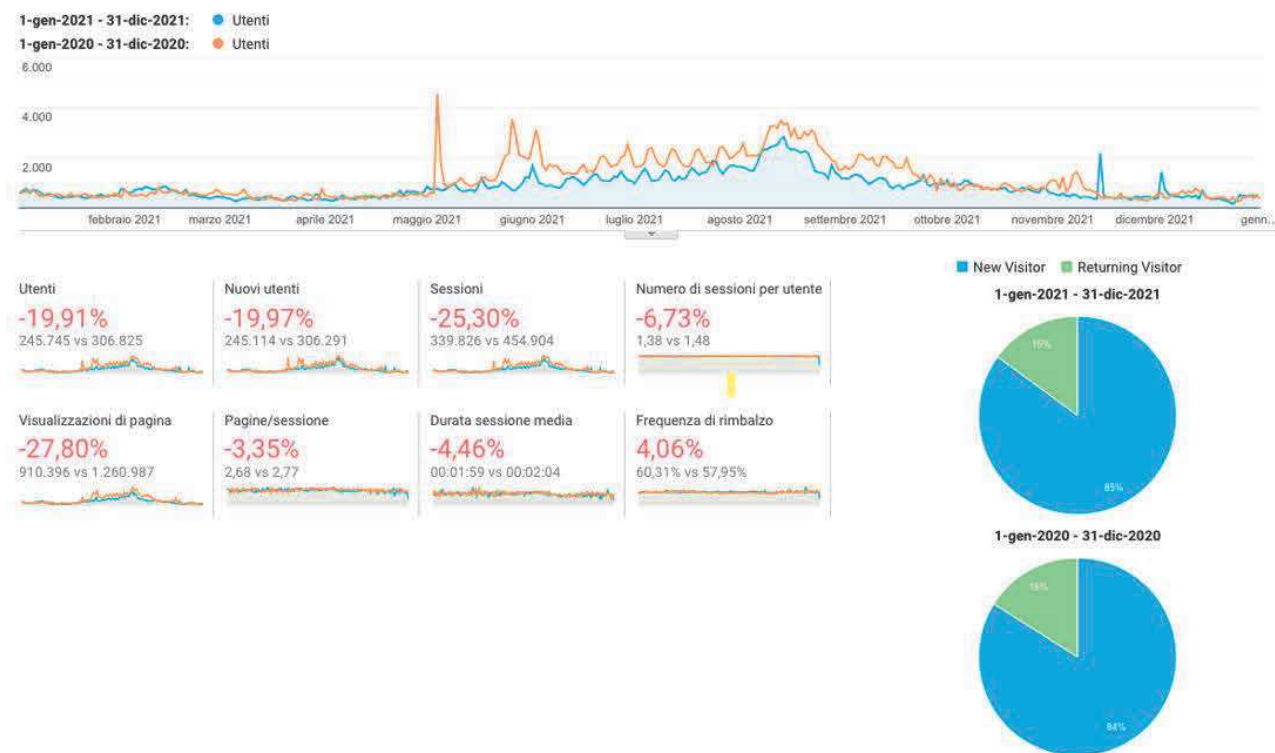 1-gen-2021 - 31-dic-2021: Utenti
1-gen-2020 - 31-dic-2020: Utenti
6.000
4.000
2.000
febbraio 2021 marzo 2021 aprile 2021 maggio 2021 giugno 2021 luglio 2021 agosto 2021 settembre 2021 ottobre 2021 novembre 2021 dicembre 2021 genn...
Utenti
-19,91%
245.745 vs 306.825
Nuovi utenti
-19,97%
245.114 vs 306.291
Sessioni
-25,30%
339.826 vs 454.904
Numero di sessioni per utente
-6,73%
1,38 vs 1,48
Visualizzazioni di pagina
-27,80%
910.396 vs 1.260.987
Pagine/sessione
-3,35%
2,68 vs 2,77
Durata sessione media
-4,46%
00:01:59 vs 00:02:04
Frequenza di rimbalzo
4,06%
60,31% vs 57,95%
New Visitor Returning Visitor
1-gen-2021 - 31-dic-2021
15%
85%
1-gen-2020 - 31-dic-2020
16%
84%